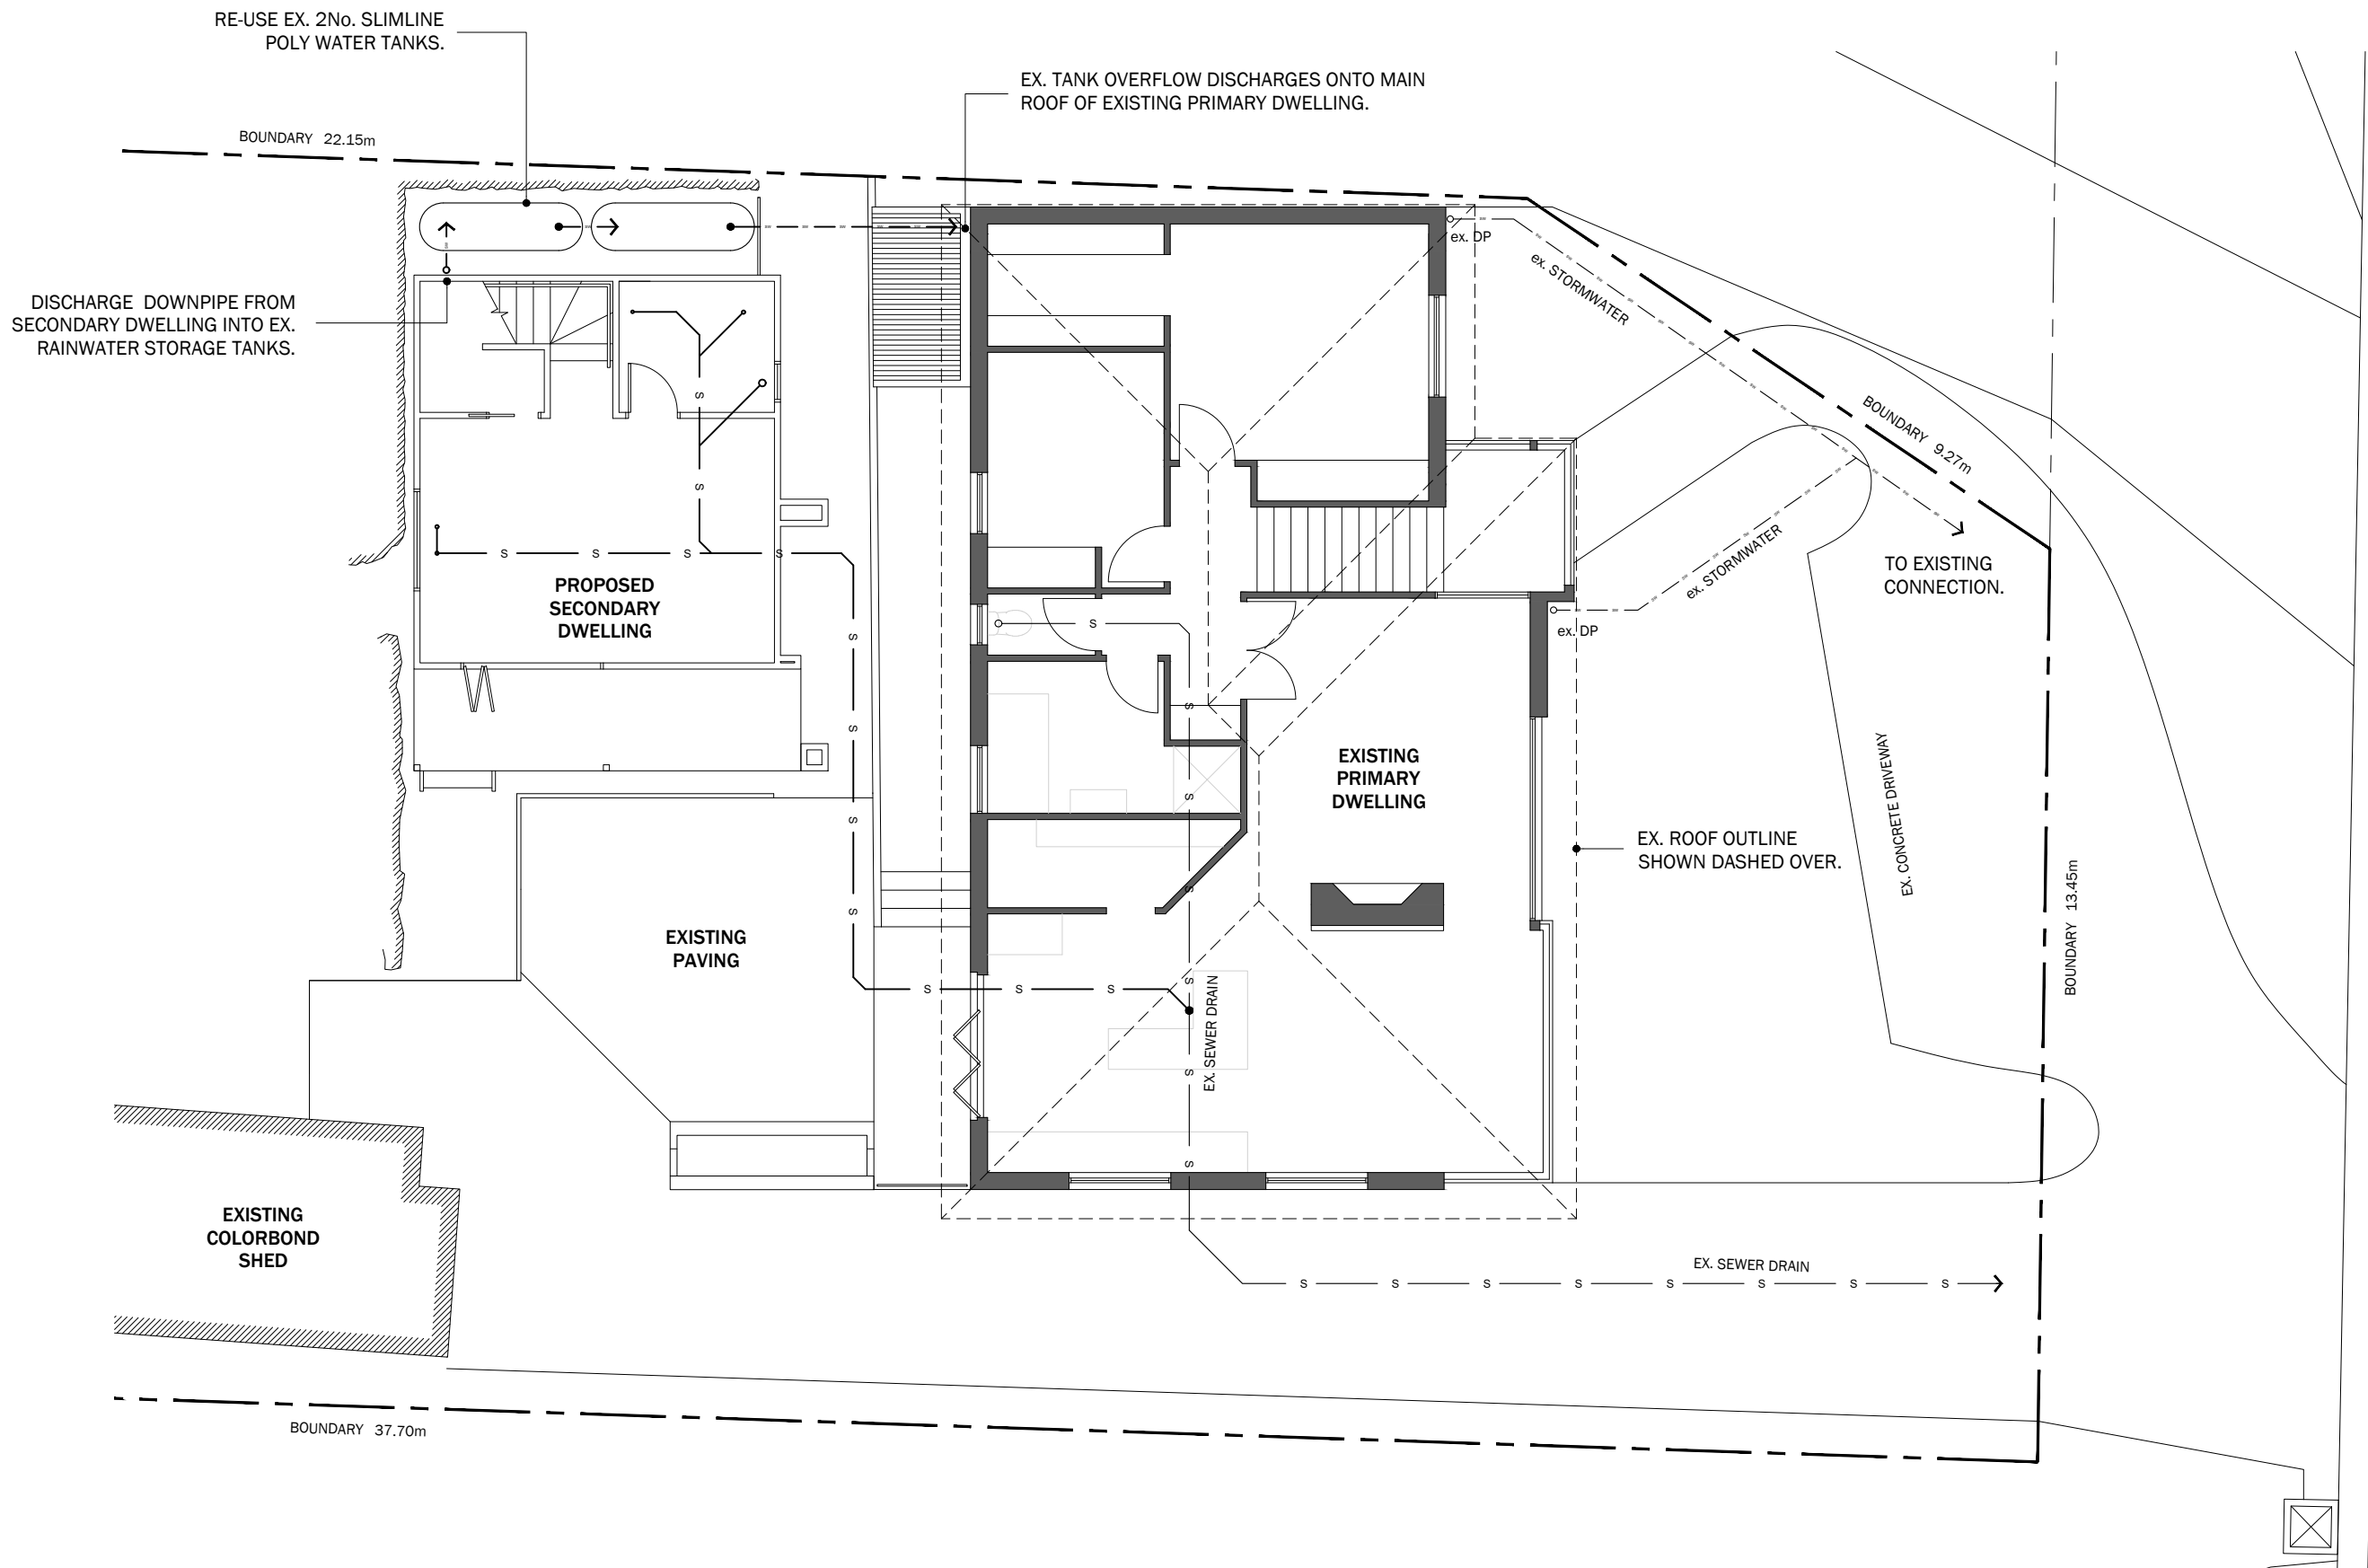 RE-USE EX. 2No. SLIMLINE
POLY WATER TANKS.
EX. TANK OVERFLOW DISCHARGES ONTO MAIN
ROOF OF EXISTING PRIMARY DWELLING.
BOUNDARY 22.15m
DISCHARGE DOWNPIPE FROM
SECONDARY DWELLING INTO EX.
RAINWATER STORAGE TANKS.
ex. DP
ex. STORMWATER
BOUNDARY 9.27m
ex. STORMWATER
TO EXISTING
CONNECTION.
ex. DP
S
S
S S S S
PROPOSED
SECONDARY
DWELLING
S
S
S
S
S S S
S
S
S
S
S
S
S
EXISTING
PRIMARY
DWELLING
EX. CONCRETE DRIVEWAY
EX. ROOF OUTLINE
SHOWN DASHED OVER.
BOUNDARY 13.45m
EXISTING
PAVING
EX. SEWER DRAIN
EXISTING
COLORBOND
SHED
EX. SEWER DRAIN
S S S S S S S S
BOUNDARY 37.70m